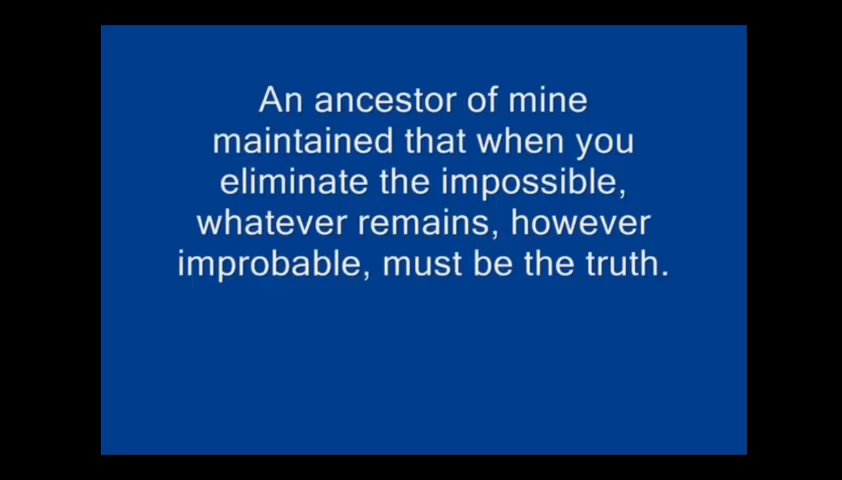 An ancestor of mine
maintained that when you
eliminate the impossible,
whatever remains, however
improbable, must be the truth.